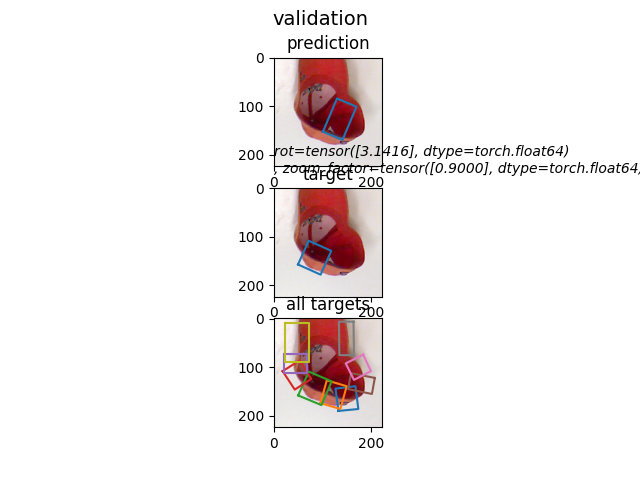 validation
prediction
0
100
200
0
200
rot=tensor([3.1416], dtype=torch.float64)
, zoom_factor=tensor([0.9000], dtype=torch.float64)
target
0
100
200
0
200
all targets
0
100
200
0
200